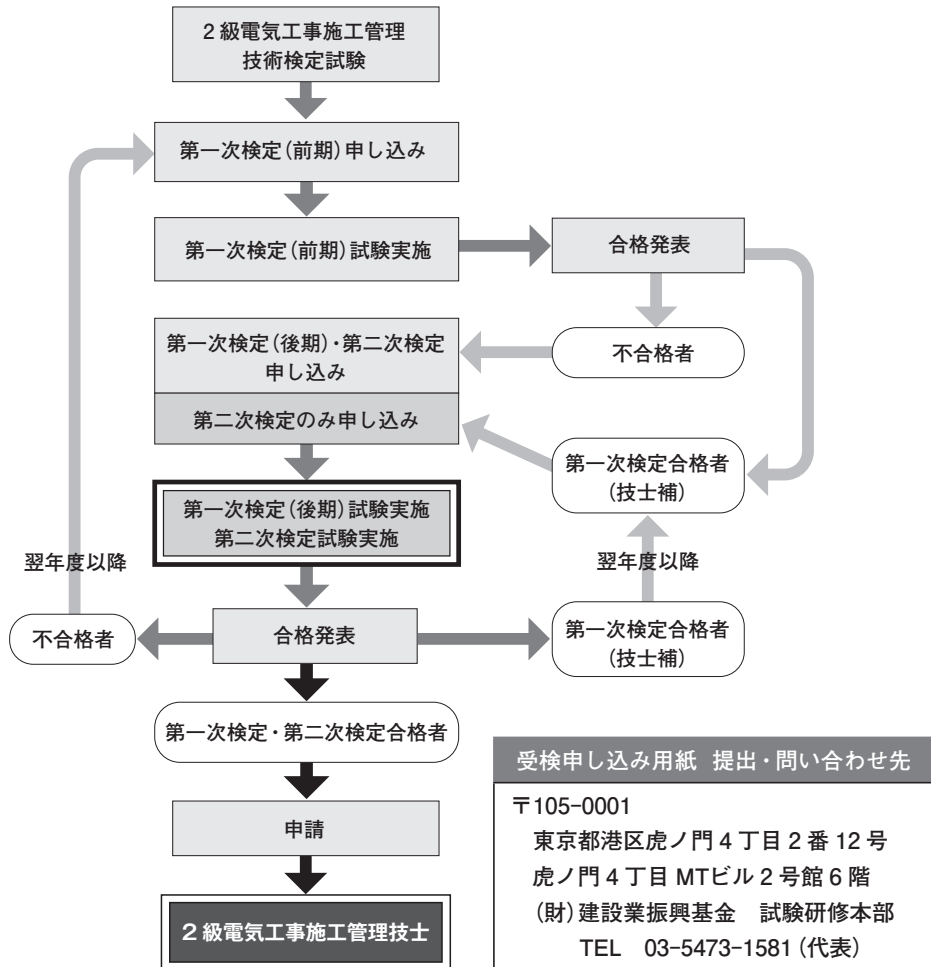 2級電気工事施工管理
技術検定試験
第一次検定(前期)申し込み
第一次検定(前期)試験実施
合格発表
不合格者
第一次検定(後期)・第二次検定
申し込み
第二次検定のみ申し込み
第一次検定合格者
(技士補)
第一次検定(後期)試験実施
第二次検定試験実施
翌年度以降
翌年度以降
不合格者
合格発表
第一次検定合格者
(技士補)
第一次検定・第二次検定合格者
申請
2級電気工事施工管理技士
受検申し込み用紙 提出・問い合わせ先
〒105-0001
東京都港区虎ノ門4丁目2番12号
虎ノ門4丁目MTビル2号館6階
(財)建設業振興基金 試験研修本部
TEL 03-5473-1581(代表)